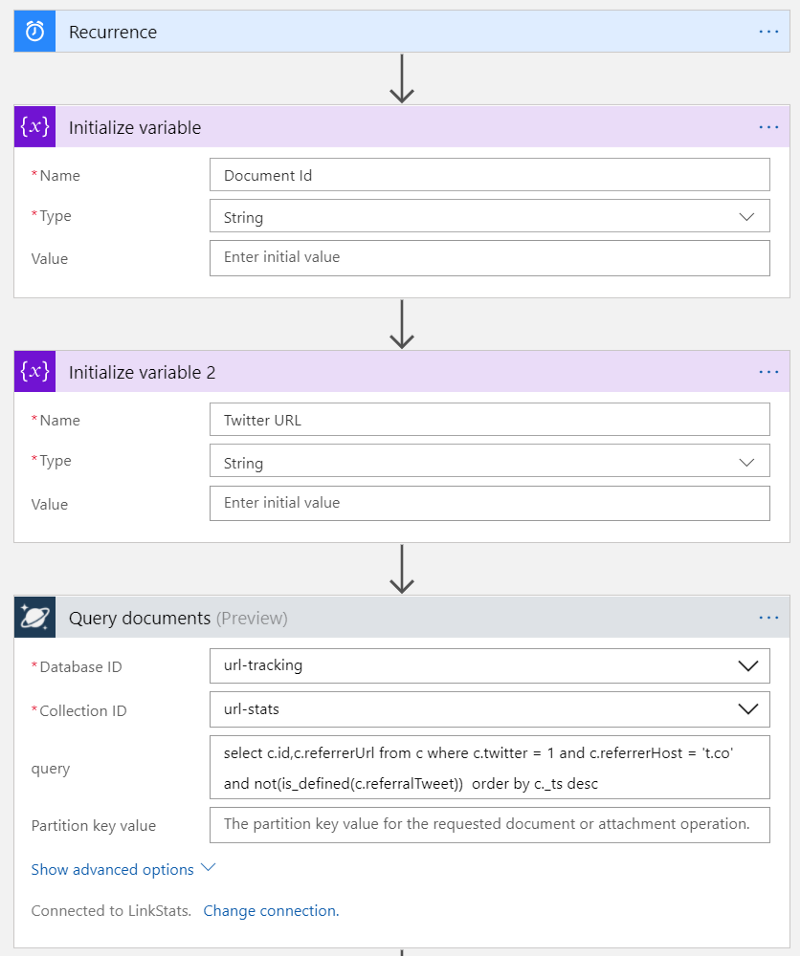 Recurrence
...
{x} Initialize variable
...
*Name
Document Id
*Type
String
Value
Enter initial value
{x} Initialize variable 2
...
*Name
Twitter URL
*Type
String
Value
Enter initial value
Query documents (Preview)
...
*Database ID
url-tracking
*Collection ID
url-stats
query
select c.id,c.referrerUrl from c where c.twitter = 1 and c.referrerHost = 't.co'
and not(is_defined(c.referralTweet))  order by c._ts desc
Partition key value
The partition key value for the requested document or attachment operation.
Show advanced options
Connected to LinkStats. Change connection.